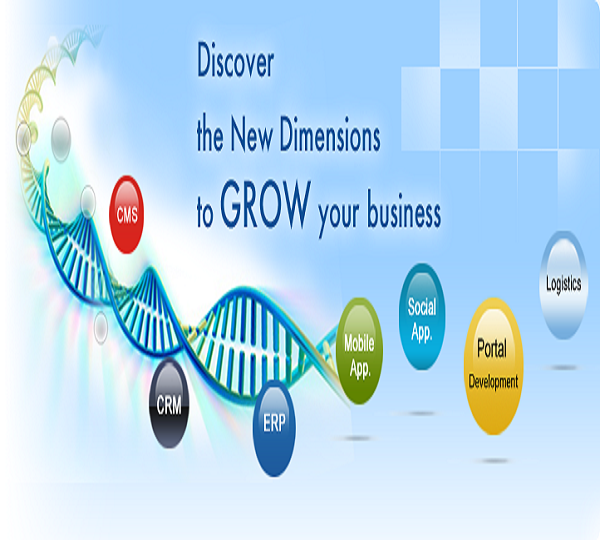 Discover
the New Dimensions
to GROW your business
CMS
Logistics
Social
App.
Mobile
App.
Portal
Development
CRM
ERP